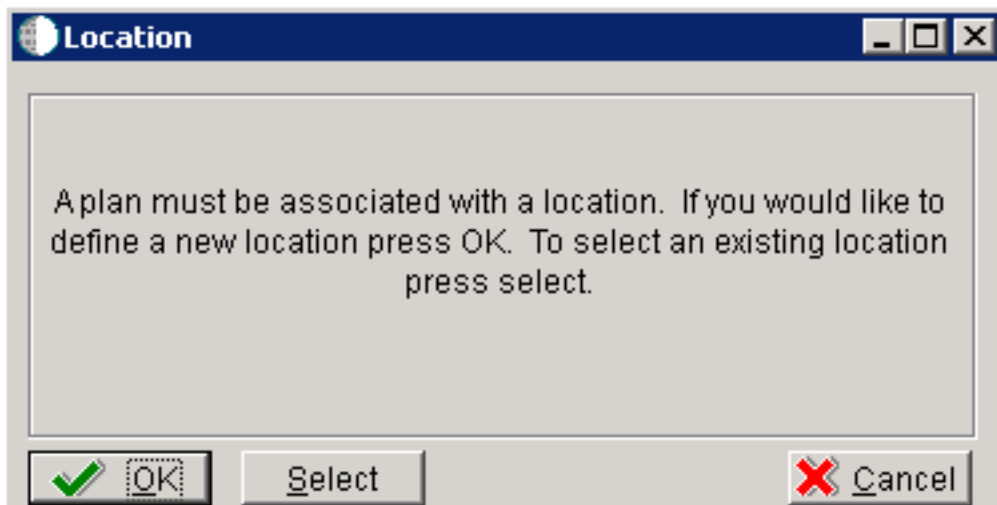 Location
A plan must be associated with a location.  If you would like to
define a new location press OK.  To select an existing location
press select.
OK
Select
Cancel